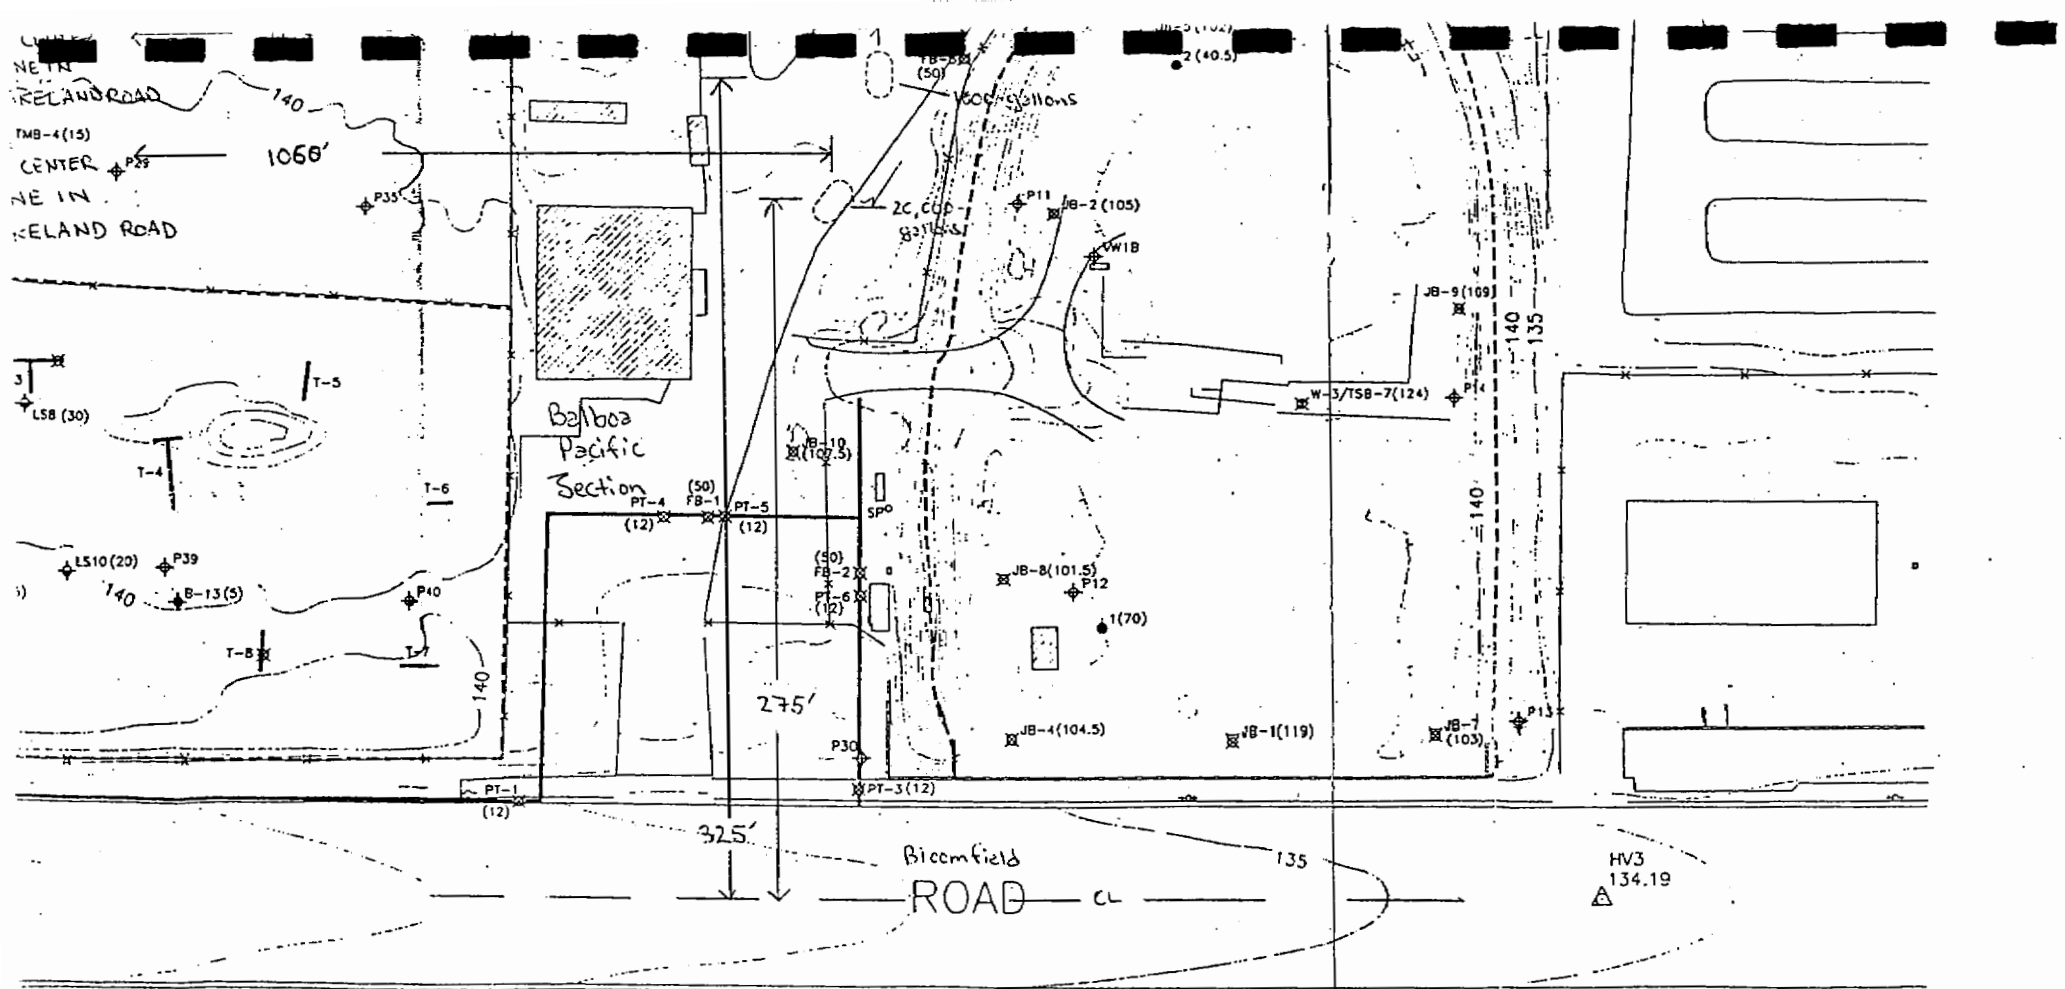 NE IN
KELAND ROAD
140
TMB-4(15)
CENTER
P29
NE IN
KELAND ROAD
1060'
P35
FB-6
(50)
gallons
2(40.5)
P11
JB-2(105)
VW1B
JB-9(109)
140
135
3
LS8(30)
T-5
T-4
T-6
Balboa
Pacific
Section
JB-10
(107.5)
W-3/TSB-7(124)
P14
PT-4
(12)
(50)
FB-1
PT-5
(12)
SP
140
LS10(20)
P39
140
B-13(5)
P40
(50)
FB-2
PT-6
(12)
JB-8(101.5)
P12
1(70)
T-8
T-7
140
275'
P30
JB-4(104.5)
JB-1(119)
JB-7
(103)
P13
PT-1
(12)
PT-3(12)
325'
Bloomfield
ROAD
CL
135
HV3
134.19